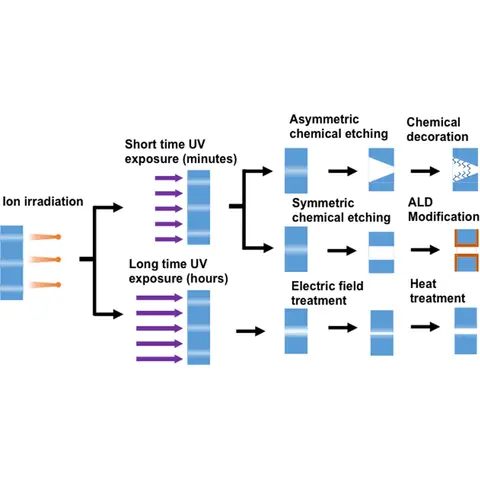 Ion irradiation
Short time UV
exposure (minutes)
Long time UV
exposure (hours)
Asymmetric
chemical etching
Chemical
decoration
Symmetric
chemical etching
ALD
Modification
Electric field
treatment
Heat
treatment